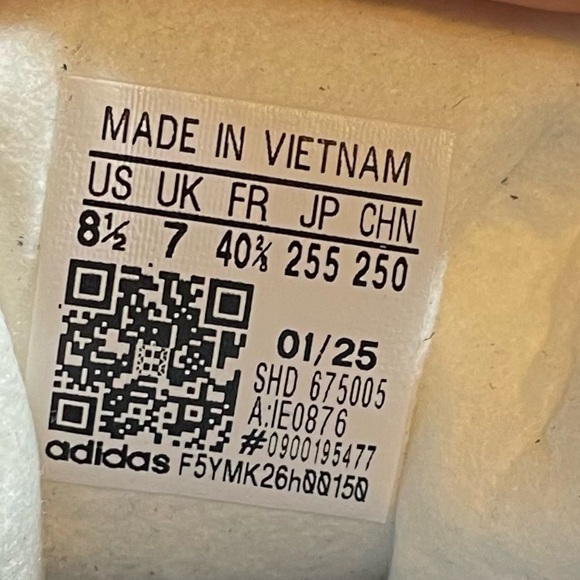 MADE IN VIETNAM
US UK FR JP CHN
8½ 7 40⅔ 255 250
01/25
SHD 675005
A:IE0876
#0900195477
adidas F5YMK26h00150